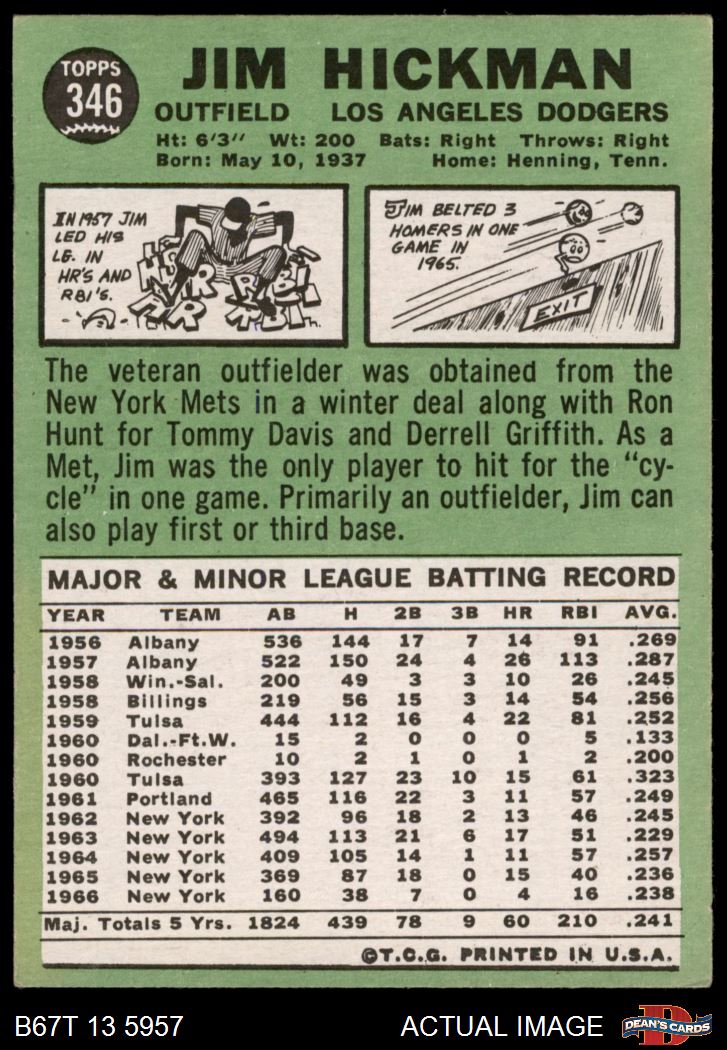 TOPPS
346
JIM HICKMAN
OUTFIELD LOS ANGELES DODGERS
Ht: 6'3" Wt: 200 Bats: Right Throws: Right
Born: May 10, 1937 Home: Henning, Tenn.
IN 1957 JIM
LED HIS
LG. IN
HR'S AND
RBI'S.
JIM BELTED 3
HOMERS IN ONE
GAME IN
1965.
EXIT
The veteran outfielder was obtained from the
New York Mets in a winter deal along with Ron
Hunt for Tommy Davis and Derrell Griffith. As a
Met, Jim was the only player to hit for the "cy-
cle" in one game. Primarily an outfielder, Jim can
also play first or third base.
MAJOR & MINOR LEAGUE BATTING RECORD
YEAR TEAM AB H 2B 3B HR RBI AVG.
1956 Albany 536 144 17 7 14 91 .269
1957 Albany 522 150 24 4 26 113 .287
1958 Win.-Sal. 200 49 3 3 10 26 .245
1958 Billings 219 56 15 3 14 54 .256
1959 Tulsa 444 112 16 4 22 81 .252
1960 Dal.-Ft.W. 15 2 0 0 0 5 .133
1960 Rochester 10 2 1 0 1 2 .200
1960 Tulsa 393 127 23 10 15 61 .323
1961 Portland 465 116 22 3 11 57 .249
1962 New York 392 96 18 2 13 46 .245
1963 New York 494 113 21 6 17 51 .229
1964 New York 409 105 14 1 11 57 .257
1965 New York 369 87 18 0 15 40 .236
1966 New York 160 38 7 0 4 16 .238
Maj. Totals 5 Yrs. 1824 439 78 9 60 210 .241
©T.C.G. PRINTED IN U.S.A.
B67T 13 5957 ACTUAL IMAGE
DEAN'S CARDS